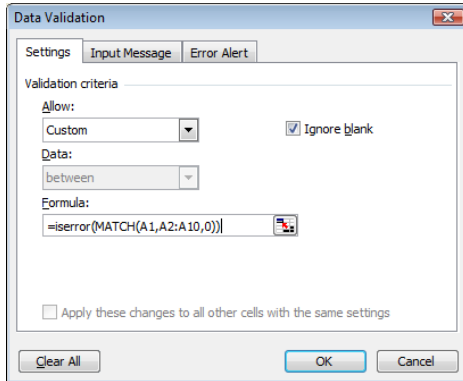 Data Validation
Settings Input Message Error Alert
Validation criteria
Allow:
Custom Ignore blank
Data:
between
Formula:
=iserror(MATCH(A1,A2:A10,0))
Apply these changes to all other cells with the same settings
Clear All OK Cancel